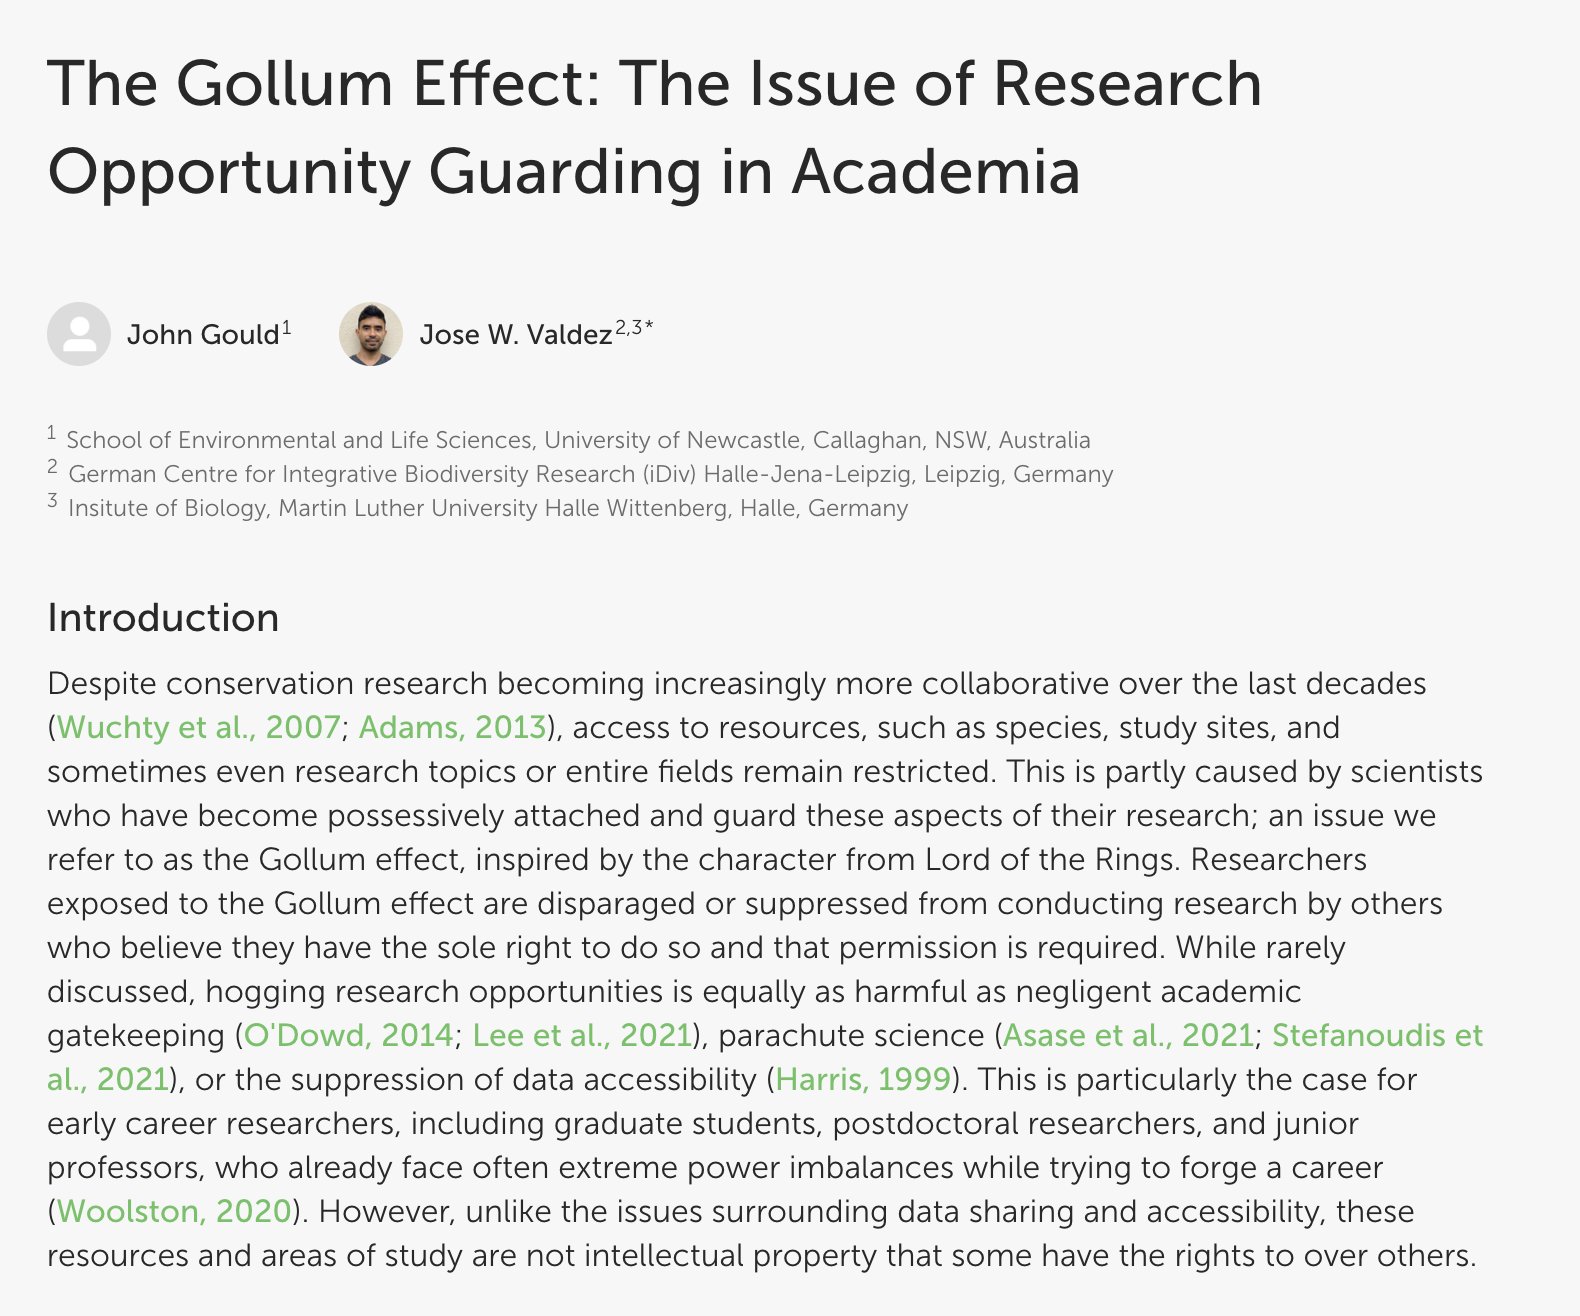 The Gollum Effect: The Issue of Research
Opportunity Guarding in Academia
John Gould1 Jose W. Valdez2,3*
1 School of Environmental and Life Sciences, University of Newcastle, Callaghan, NSW, Australia
2 German Centre for Integrative Biodiversity Research (iDiv) Halle-Jena-Leipzig, Leipzig, Germany
3 Insitute of Biology, Martin Luther University Halle Wittenberg, Halle, Germany
Introduction
Despite conservation research becoming increasingly more collaborative over the last decades
(Wuchty et al., 2007; Adams, 2013), access to resources, such as species, study sites, and
sometimes even research topics or entire fields remain restricted. This is partly caused by scientists
who have become possessively attached and guard these aspects of their research; an issue we
refer to as the Gollum effect, inspired by the character from Lord of the Rings. Researchers
exposed to the Gollum effect are disparaged or suppressed from conducting research by others
who believe they have the sole right to do so and that permission is required. While rarely
discussed, hogging research opportunities is equally as harmful as negligent academic
gatekeeping (O'Dowd, 2014; Lee et al., 2021), parachute science (Asase et al., 2021; Stefanoudis et
al., 2021), or the suppression of data accessibility (Harris, 1999). This is particularly the case for
early career researchers, including graduate students, postdoctoral researchers, and junior
professors, who already face often extreme power imbalances while trying to forge a career
(Woolston, 2020). However, unlike the issues surrounding data sharing and accessibility, these
resources and areas of study are not intellectual property that some have the rights to over others.